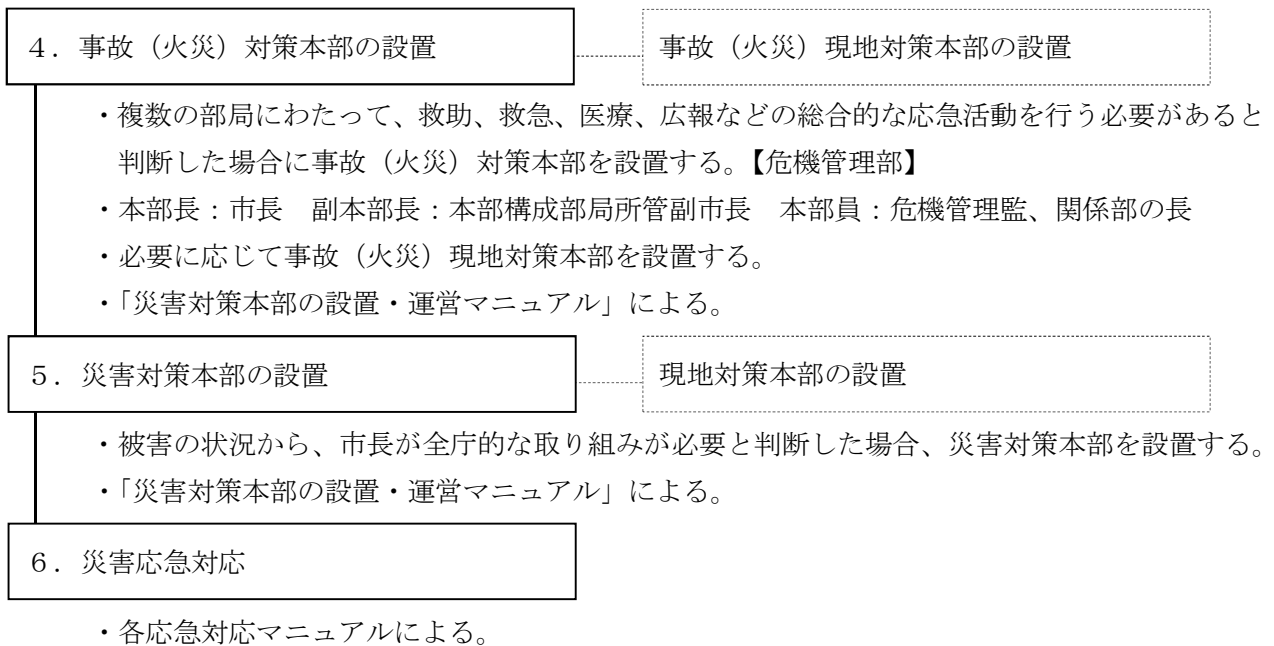 ４．事故（火災）対策本部の設置
事故（火災）現地対策本部の設置
・複数の部局にわたって、救助、救急、医療、広報などの総合的な応急活動を行う必要があると
判断した場合に事故（火災）対策本部を設置する。【危機管理部】
・本部長：市長　副本部長：本部構成部局所管副市長　本部員：危機管理監、関係部の長
・必要に応じて事故（火災）現地対策本部を設置する。
・「災害対策本部の設置・運営マニュアル」による。
５．災害対策本部の設置
現地対策本部の設置
・被害の状況から、市長が全庁的な取り組みが必要と判断した場合、災害対策本部を設置する。
・「災害対策本部の設置・運営マニュアル」による。
６．災害応急対応
・各応急対応マニュアルによる。